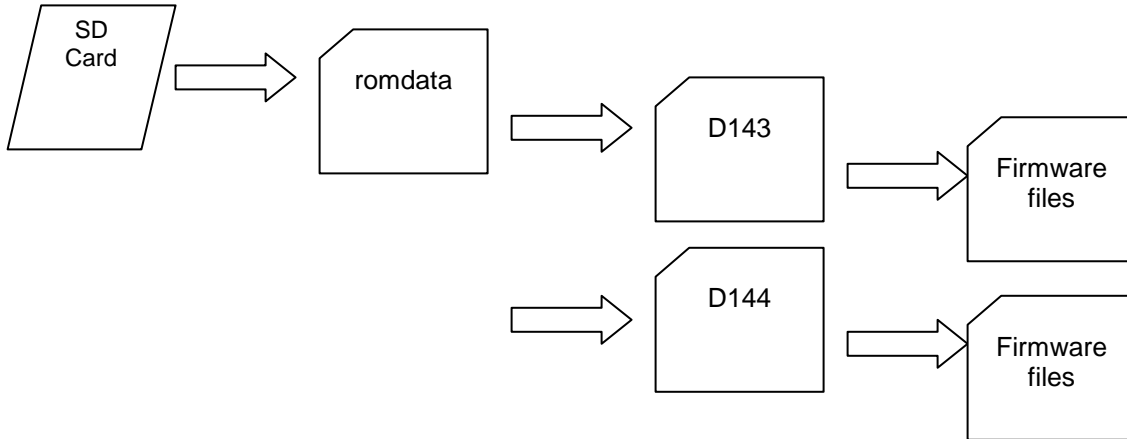 SD
Card
romdata
D143
Firmware
files
D144
Firmware
files